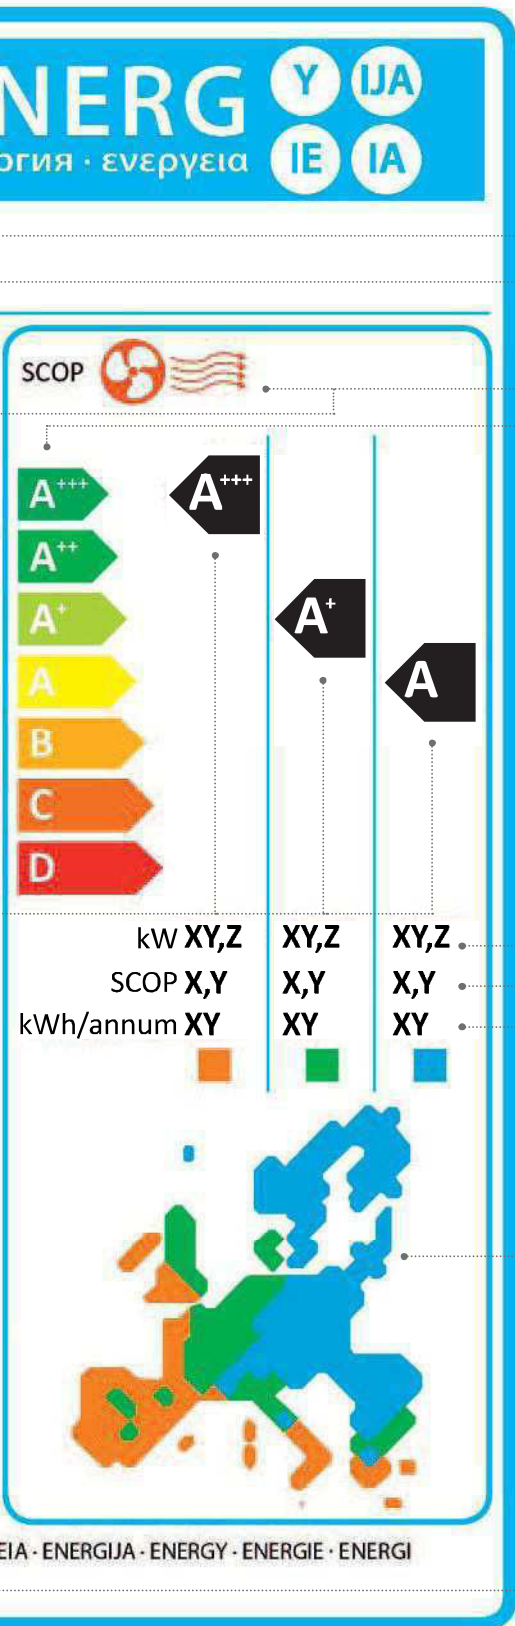 NERG Y IJA
ргия · ενεργεια IE IA
SCOP
A+++ A+++
A++
A+ A+
A A
B
C
D
kW XY,Z XY,Z XY,Z
SCOP X,Y X,Y X,Y
kWh/annum XY XY XY
EIA · ENERGIJA · ENERGY · ENERGIE · ENERGI